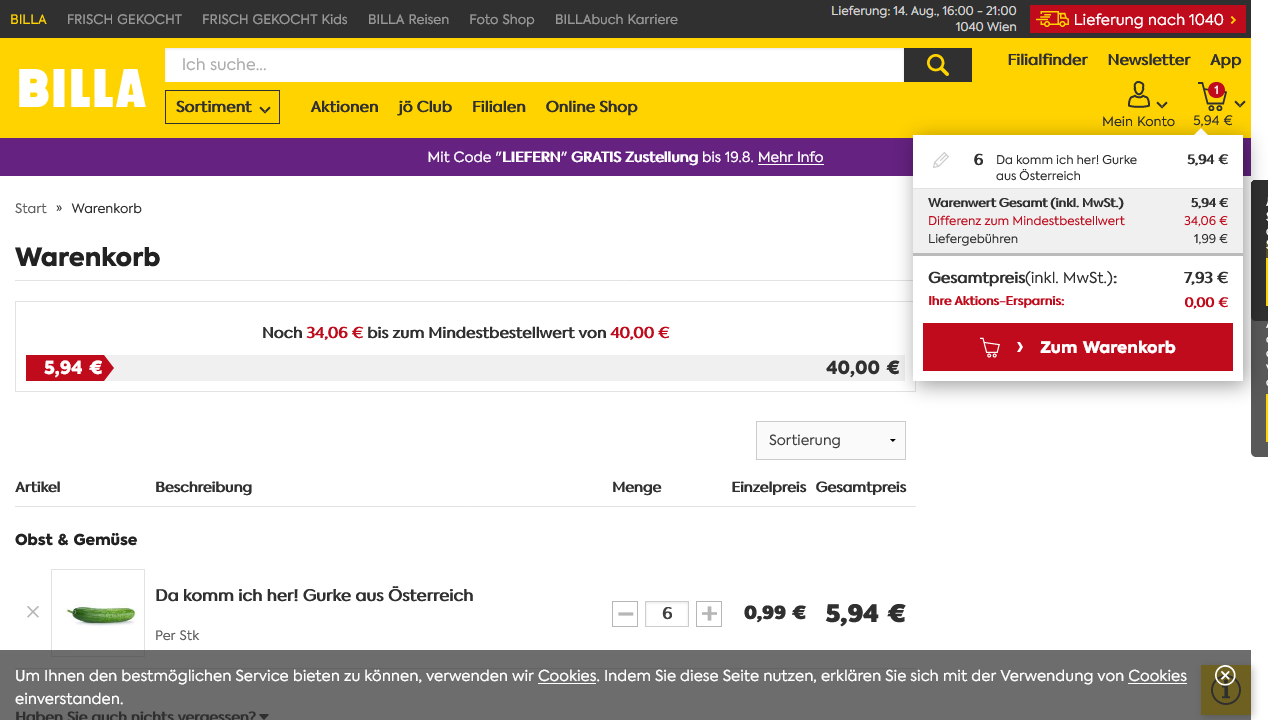 BILLA FRISCH GEKOCHT FRISCH GEKOCHT Kids BILLA Reisen Foto Shop BILLAbuch Karriere
Lieferung: 14. Aug., 16:00 - 21:00
1040 Wien
Lieferung nach 1040
BILLA
Ich suche...
Filialfinder Newsletter App
Sortiment Aktionen jö Club Filialen Online Shop
1
Mein Konto 5,94 €
Mit Code "LIEFERN" GRATIS Zustellung bis 19.8. Mehr Info
6 Da komm ich her! Gurke 5,94 €
aus Österreich
Warenwert Gesamt (inkl. MwSt.) 5,94 €
Differenz zum Mindestbestellwert 34,06 €
Liefergebühren 1,99 €
Gesamtpreis(inkl. MwSt.): 7,93 €
Ihre Aktions-Ersparnis: 0,00 €
Zum Warenkorb
Start » Warenkorb
Warenkorb
Noch 34,06 € bis zum Mindestbestellwert von 40,00 €
5,94 € 40,00 €
Sortierung
Artikel Beschreibung Menge Einzelpreis Gesamtpreis
Obst & Gemüse
Da komm ich her! Gurke aus Österreich
6 0,99 € 5,94 €
Per Stk
Um Ihnen den bestmöglichen Service bieten zu können, verwenden wir Cookies. Indem Sie diese Seite nutzen, erklären Sie sich mit der Verwendung von Cookies
einverstanden.
Haben Sie auch nichts vergessen?